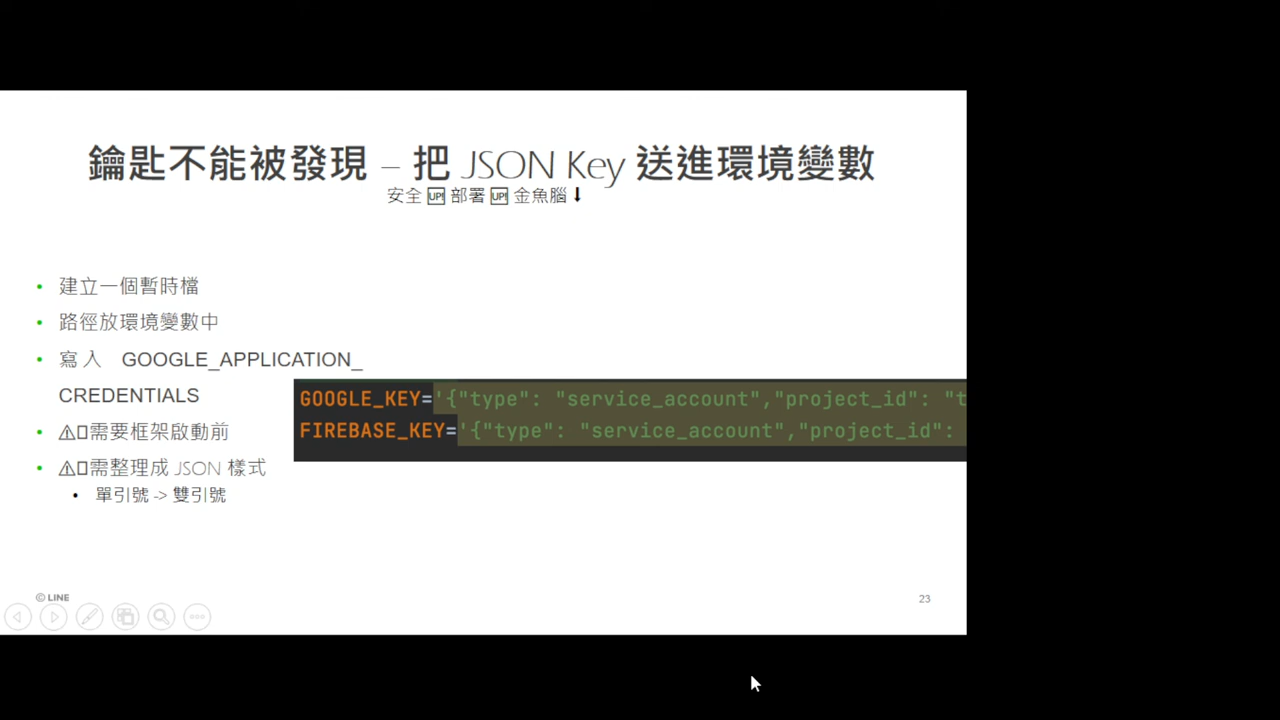 鑰匙不能被發現 – 把 JSON Key 送進環境變數
安全 🆙 部署 🆙 金魚腦 ⬇
• 建立一個暫時檔
• 路徑放環境變數中
• 寫入 GOOGLE_APPLICATION_
CREDENTIALS
• ⚠需要框架啟動前
• ⚠需整理成 JSON 樣式
• 單引號 -> 雙引號
GOOGLE_KEY='{"type": "service_account","project_id": "t
FIREBASE_KEY='{"type": "service_account","project_id":
© LINE
23